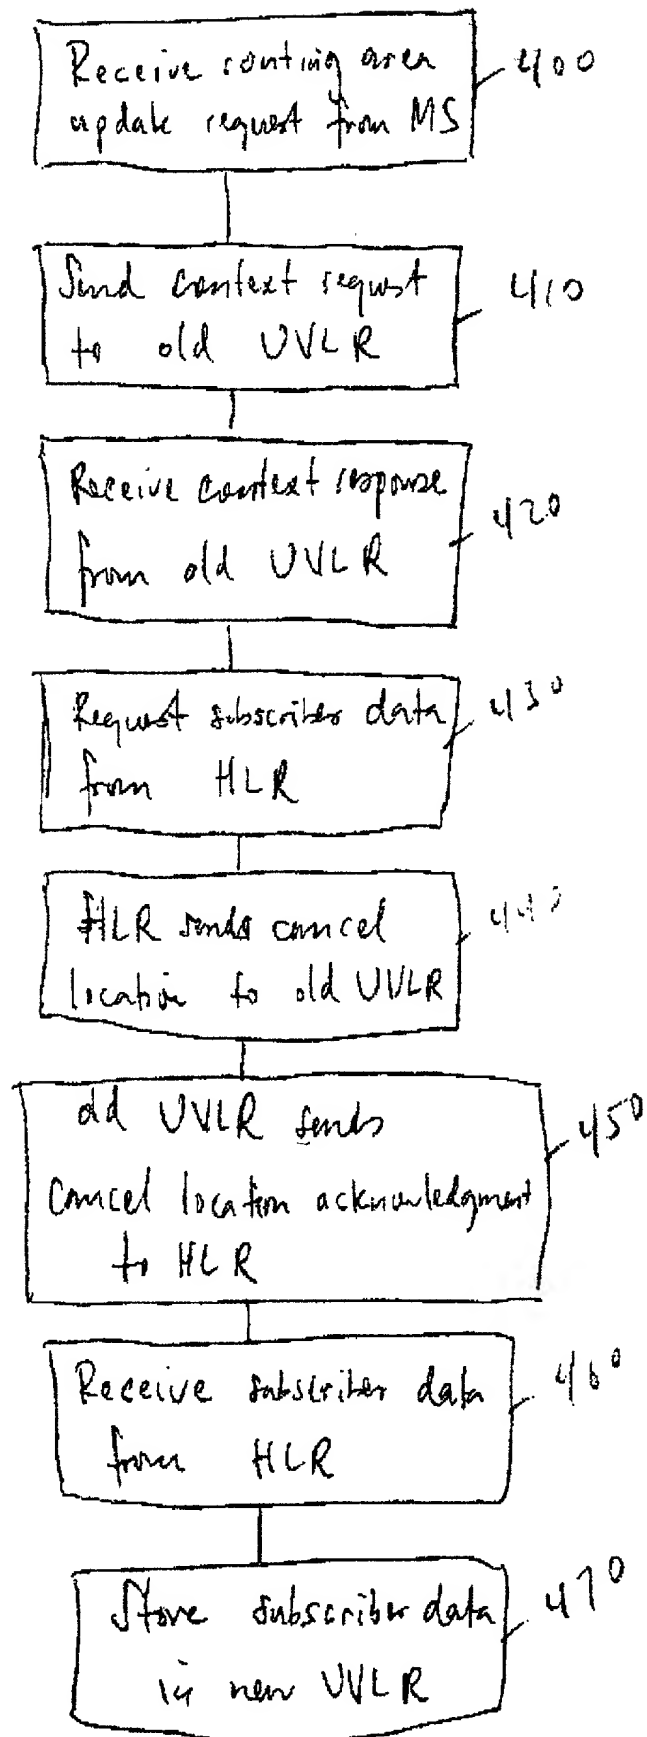 Receive routing area 400
update request from MS
Send context request 410
to old UVLR
Receive context response 420
from old UVLR
Request subscriber data 430
from HLR
HLR sends cancel 440
location to old UVLR
old UVLR sends 450
cancel location acknowledgment
to HLR
Receive subscriber data 460
from HLR
Store subscriber data 470
in new UVLR